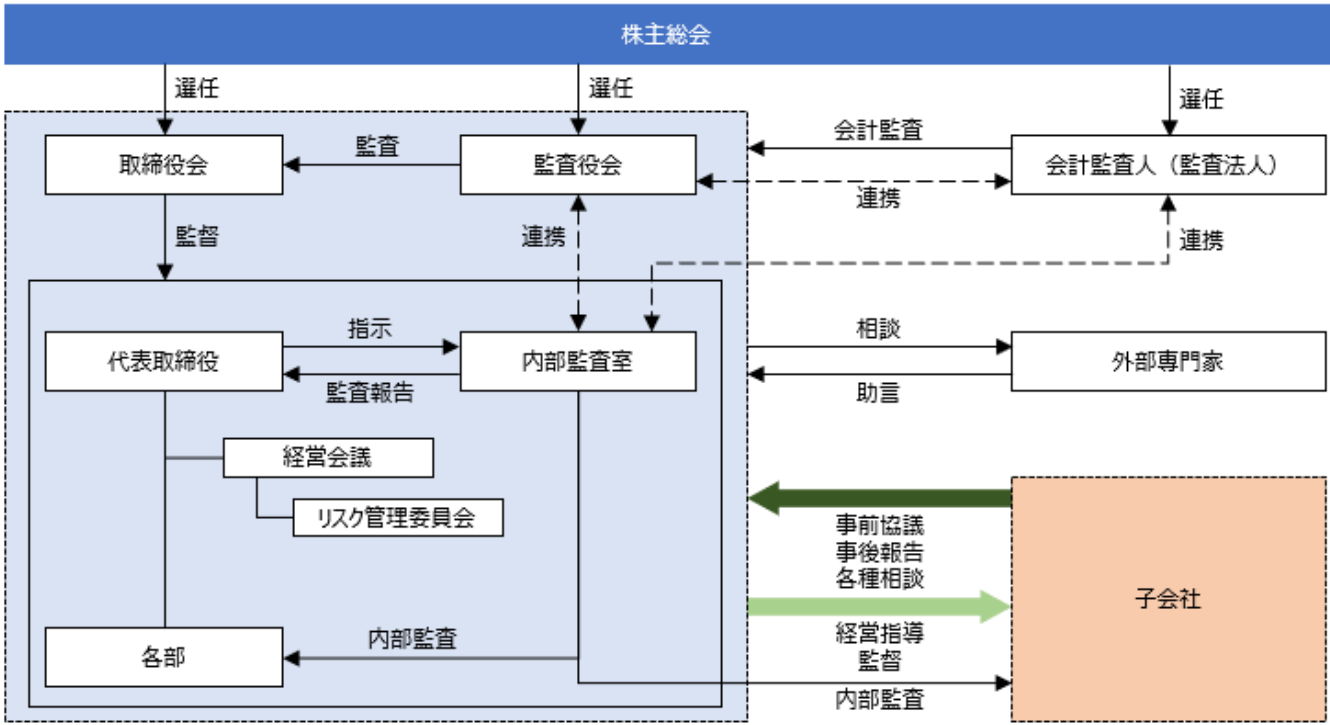 株主総会
選任
選任
選任
取締役会
監査
監査役会
会計監査
会計監査人（監査法人）
連携
監督
連携
連携
代表取締役
指示
監査報告
内部監査室
相談
助言
外部専門家
経営会議
リスク管理委員会
事前協議
事後報告
各種相談
子会社
経営指導
監督
各部
内部監査
内部監査